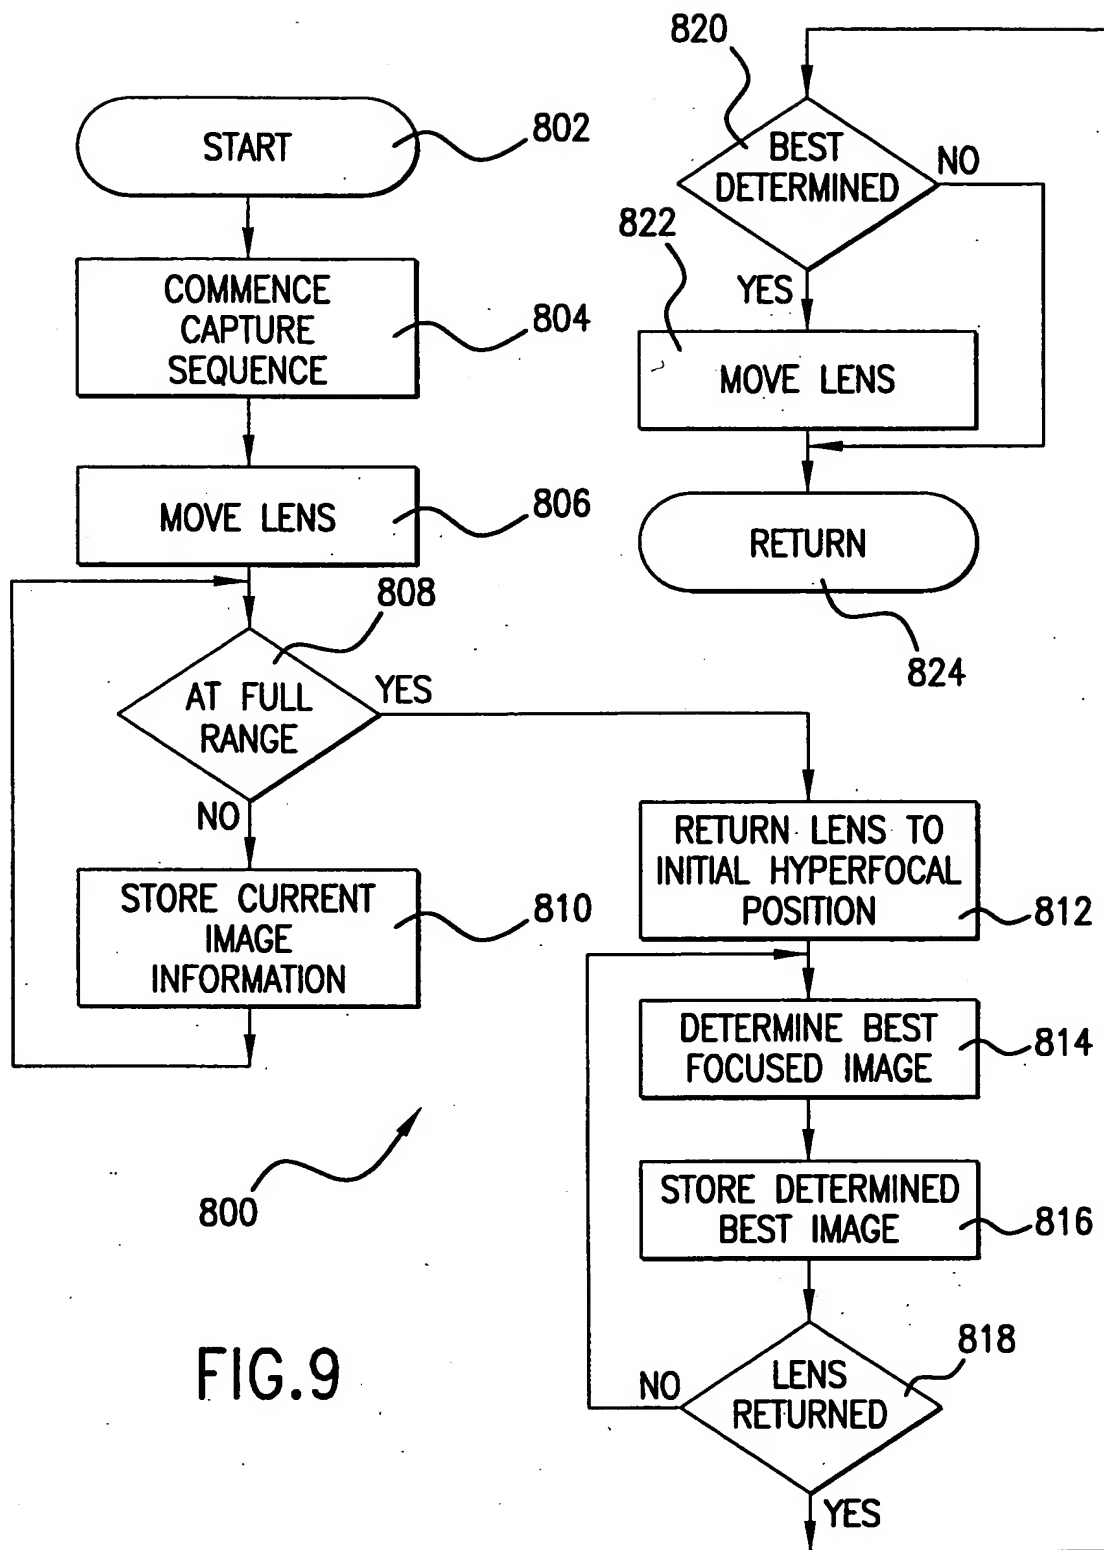 START
802
COMMENCE
CAPTURE
SEQUENCE
804
MOVE LENS
806
808
AT FULL
RANGE
YES
NO
STORE CURRENT
IMAGE
INFORMATION
810
800
FIG.9
RETURN LENS TO
INITIAL HYPERFOCAL
POSITION
812
DETERMINE BEST
FOCUSED IMAGE
814
STORE DETERMINED
BEST IMAGE
816
818
LENS
RETURNED
NO
YES
820
BEST
DETERMINED
NO
YES
822
MOVE LENS
RETURN
824